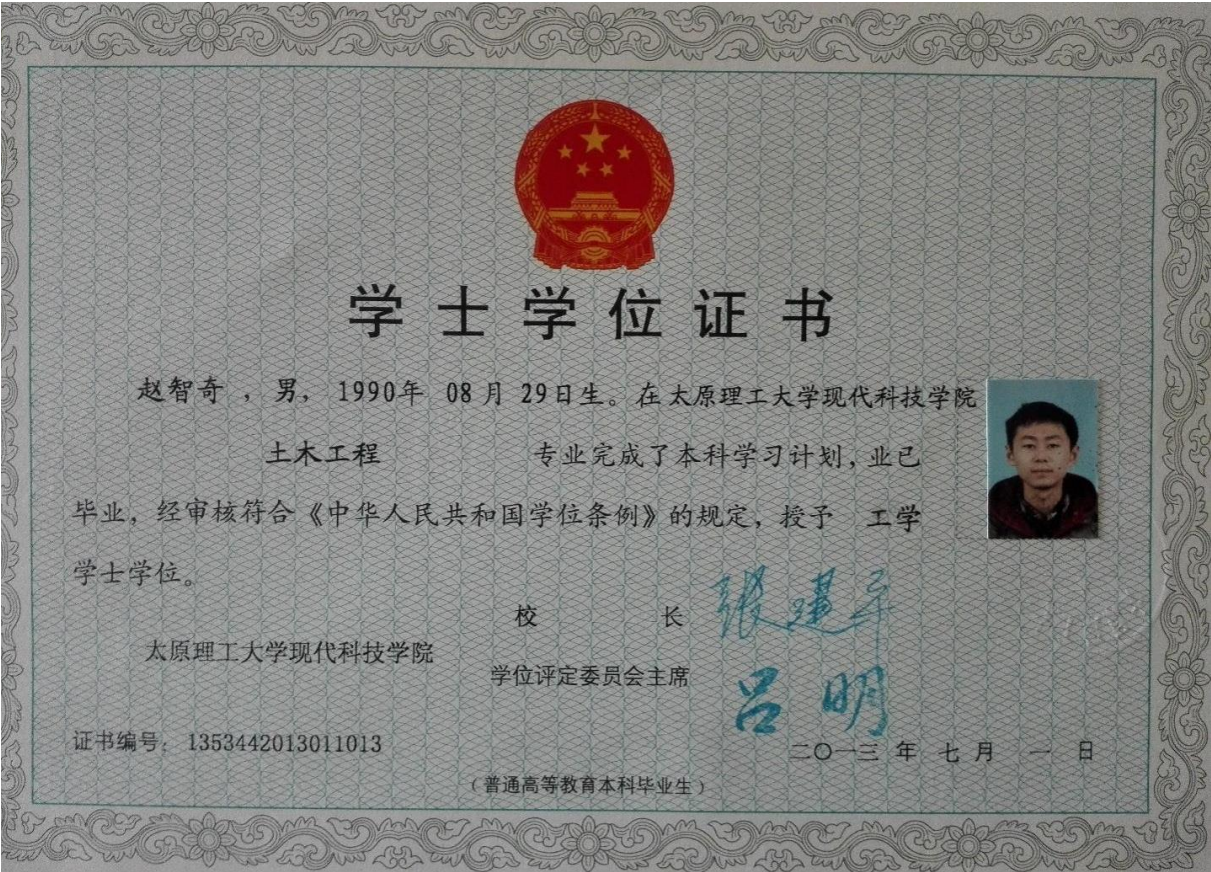 学士学位证书
赵智奇 ，男， 1990年 08月 29日生。在太原理工大学现代科技学院
土木工程 专业完成了本科学习计划，业已
毕业，经审核符合《中华人民共和国学位条例》的规定，授予 工学
学士学位。
校 长 张建平
太原理工大学现代科技学院
学位评定委员会主席 吕明
证书编号：1353442013011013
二〇一三 年 七 月 一 日
（普通高等教育本科毕业生）